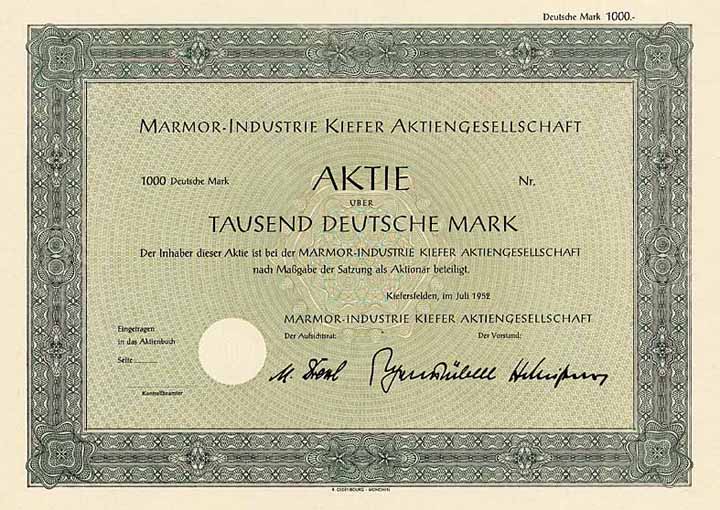 Deutsche Mark 1000.-
MARMOR-INDUSTRIE KIEFER AKTIENGESELLSCHAFT
1000 Deutsche Mark AKTIE Nr.
ÜBER
TAUSEND DEUTSCHE MARK
Der Inhaber dieser Aktie ist bei der MARMOR-INDUSTRIE KIEFER AKTIENGESELLSCHAFT
nach Maßgabe der Satzung als Aktionär beteiligt.
Kiefersfelden, im Juli 1952
MARMOR-INDUSTRIE KIEFER AKTIENGESELLSCHAFT
Der Aufsichtsrat: Der Vorstand:
Eingetragen
in das Aktienbuch
Seite
Kontrollbeamter
R. OLDENBOURG · MÜNCHEN